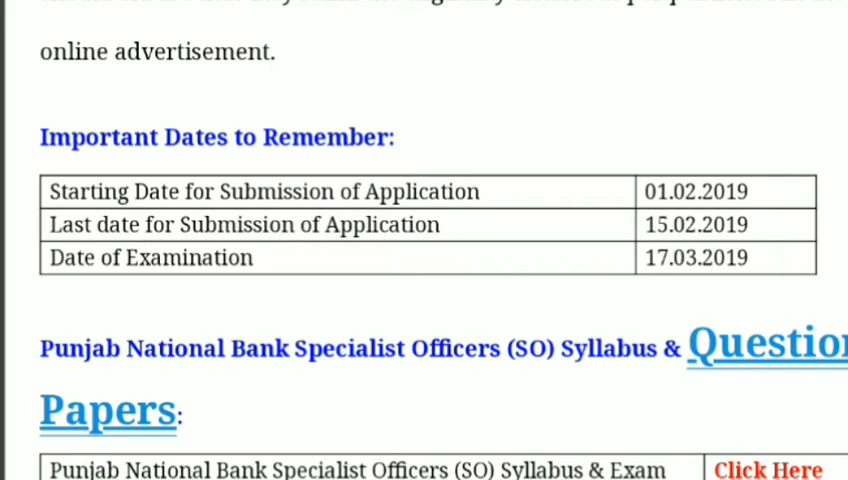 online advertisement.
Important Dates to Remember:
Starting Date for Submission of Application 01.02.2019
Last date for Submission of Application 15.02.2019
Date of Examination 17.03.2019
Punjab National Bank Specialist Officers (SO) Syllabus & Question
Papers:
Punjab National Bank Specialist Officers (SO) Syllabus & Exam Click Here